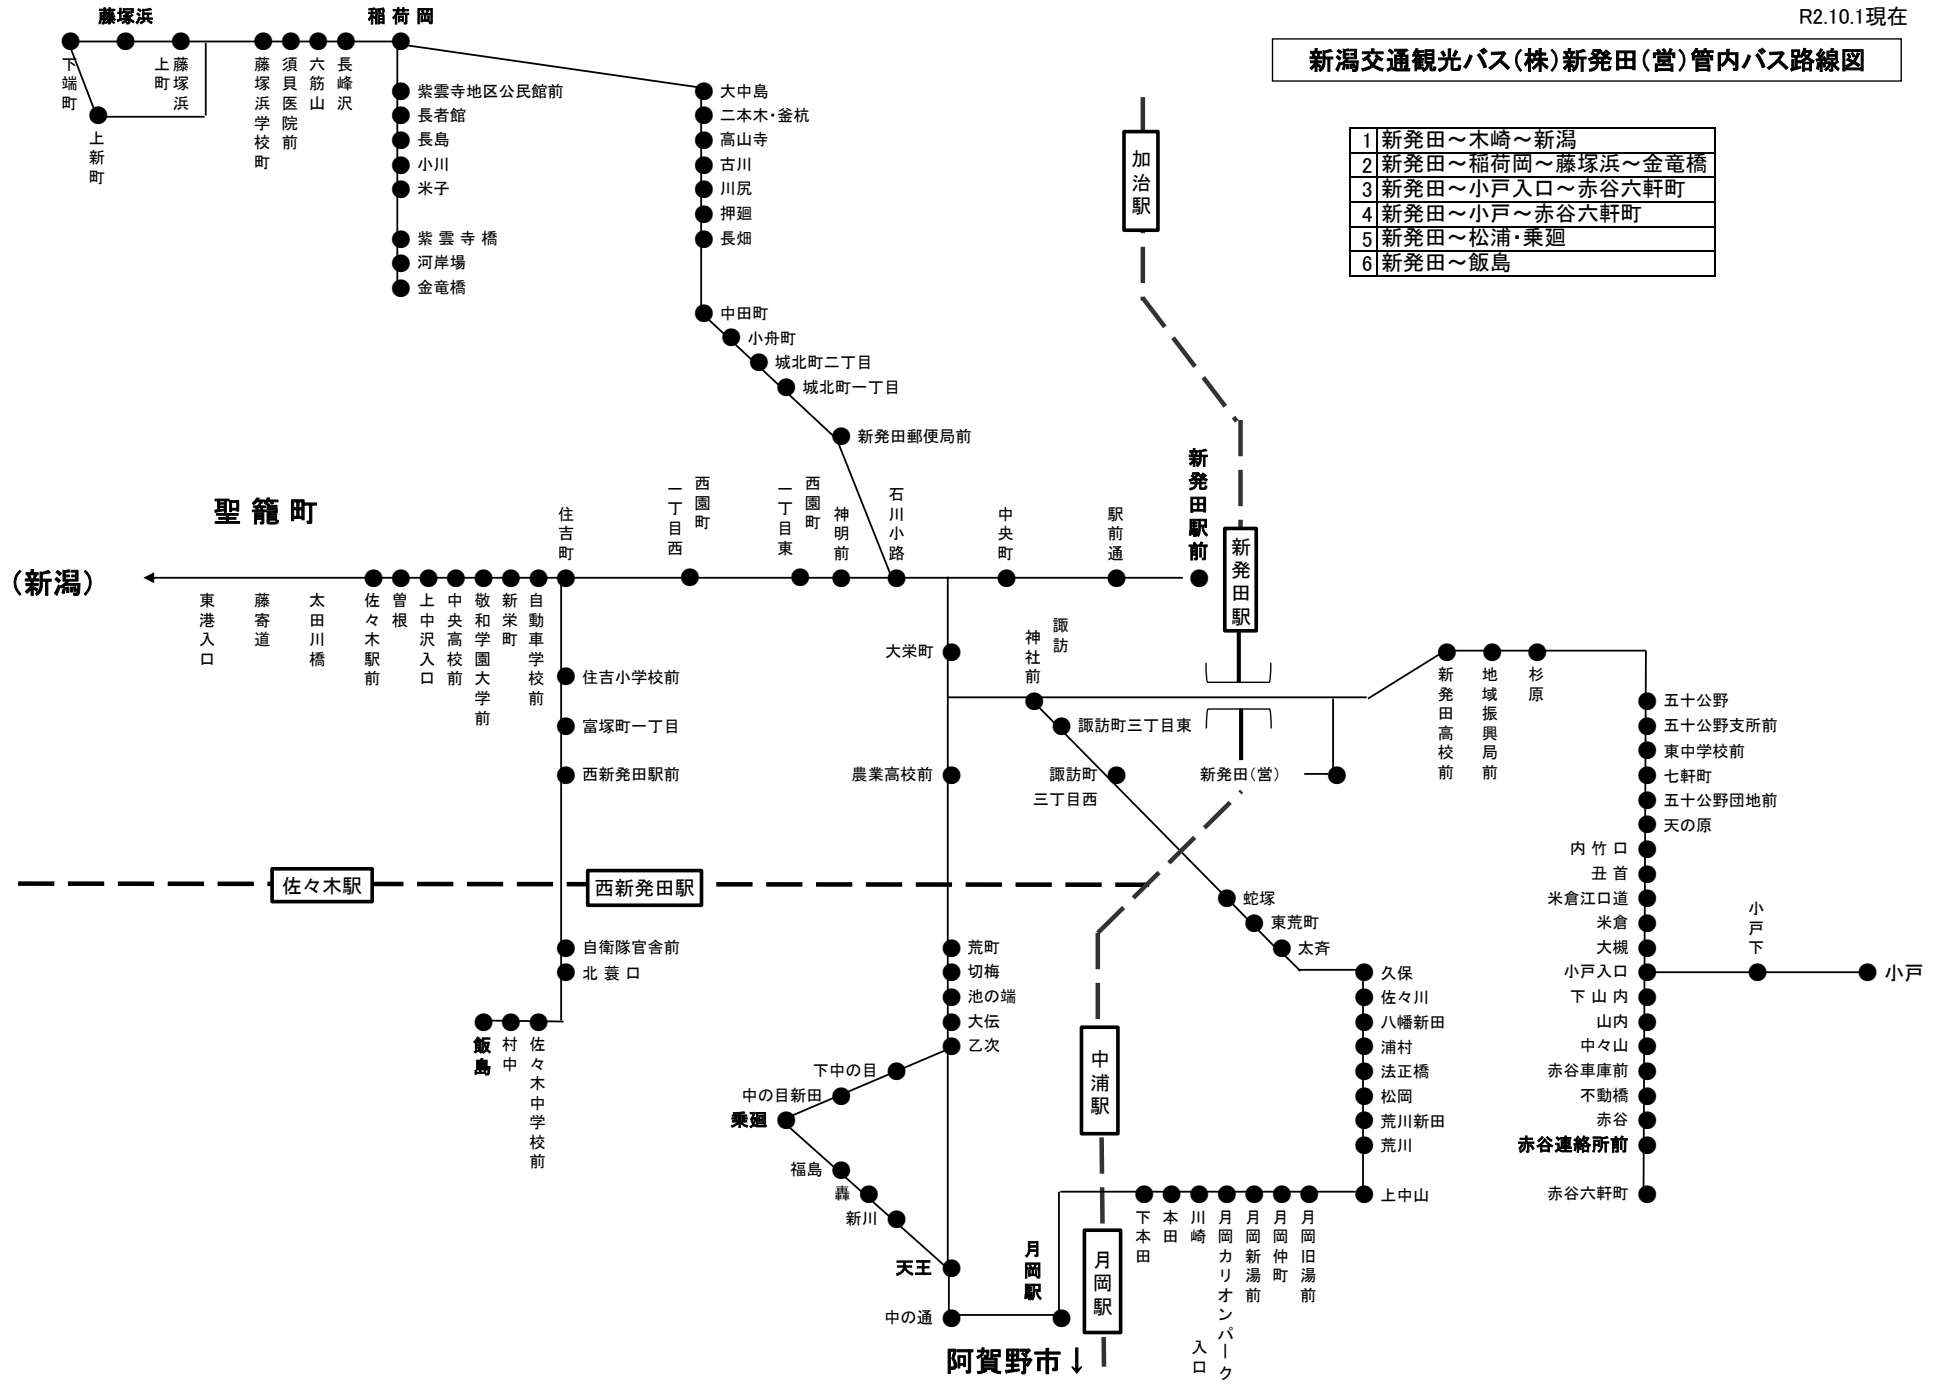 R2.10.1現在
新潟交通観光バス(株)新発田(営)管内バス路線図
1 新発田～木崎～新潟
2 新発田～稲荷岡～藤塚浜～金竜橋
3 新発田～小戸入口～赤谷六軒町
4 新発田～小戸～赤谷六軒町
5 新発田～松浦・乗廻
6 新発田～飯島
藤塚浜
稲荷岡
下端町
上町
藤塚浜
上新町
藤塚浜学校町
須貝医院前
六筋山
長峰沢
紫雲寺地区公民館前
長者館
長島
小川
米子
紫雲寺橋
河岸場
金竜橋
大中島
二本木・釜杭
高山寺
古川
川尻
押廻
長畑
中田町
小舟町
城北町二丁目
城北町一丁目
新発田郵便局前
加治駅
聖籠町
(新潟)
東港入口
藤寄道
太田川橋
佐々木駅前
曽根
上中沢入口
中央高校前
敬和学園大学前
新栄町
自動車学校前
住吉町
西園町
一丁目西
西園町
一丁目東
神明前
石川小路
中央町
駅前通
新発田駅前
新発田駅
住吉小学校前
富塚町一丁目
西新発田駅前
佐々木駅
西新発田駅
自衛隊官舎前
北蓑口
飯島
村中
佐々木中学校前
大栄町
農業高校前
諏訪
神社前
諏訪町三丁目東
諏訪町
三丁目西
新発田(営)
新発田高校前
地域振興局前
杉原
五十公野
五十公野支所前
東中学校前
七軒町
五十公野団地前
天の原
内竹口
丑首
米倉江口道
米倉
大槻
小戸入口
小戸下
小戸
下山内
山内
中々山
赤谷車庫前
不動橋
赤谷
赤谷連絡所前
赤谷六軒町
蛇塚
東荒町
太斉
久保
佐々川
八幡新田
浦村
法正橋
松岡
荒川新田
荒川
上中山
荒町
切梅
池の端
大伝
乙次
下中の目
中の目新田
乗廻
福島
轟
新川
天王
中の通
中浦駅
月岡駅
月岡駅
下本田
本田
川崎
月岡カリオンパーク
入口
月岡新湯前
月岡仲町
月岡旧湯前
阿賀野市↓